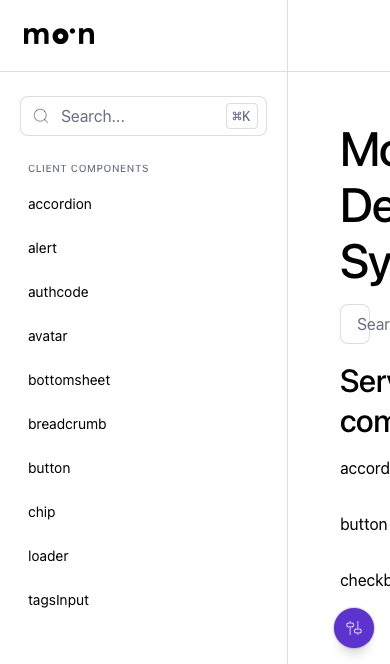 moon
Search...
⌘K
CLIENT COMPONENTS
accordion
alert
authcode
avatar
bottomsheet
breadcrumb
button
chip
loader
tagsInput
Mo
De
Sy
Sear
Serv
com
accord
button
checkb